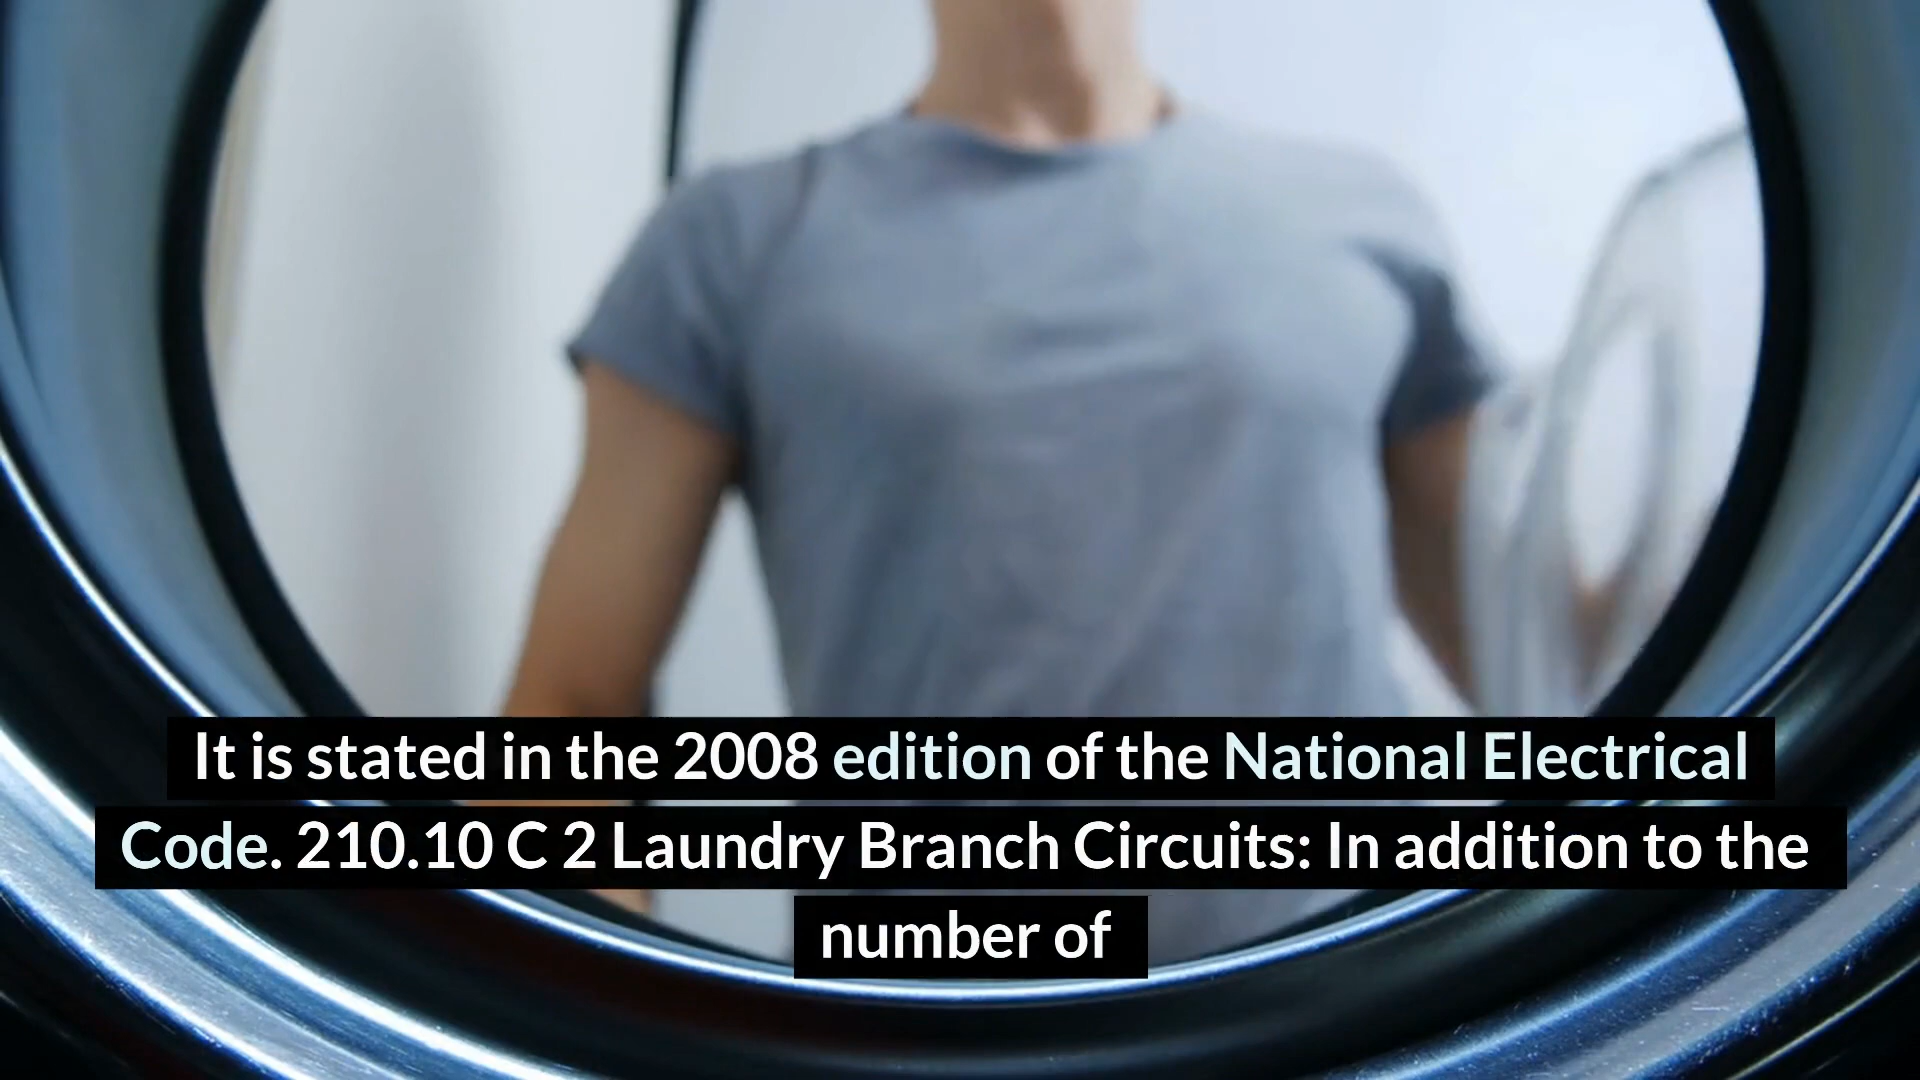 It is stated in the 2008 edition of the National Electrical
Code. 210.10 C 2 Laundry Branch Circuits: In addition to the
number of